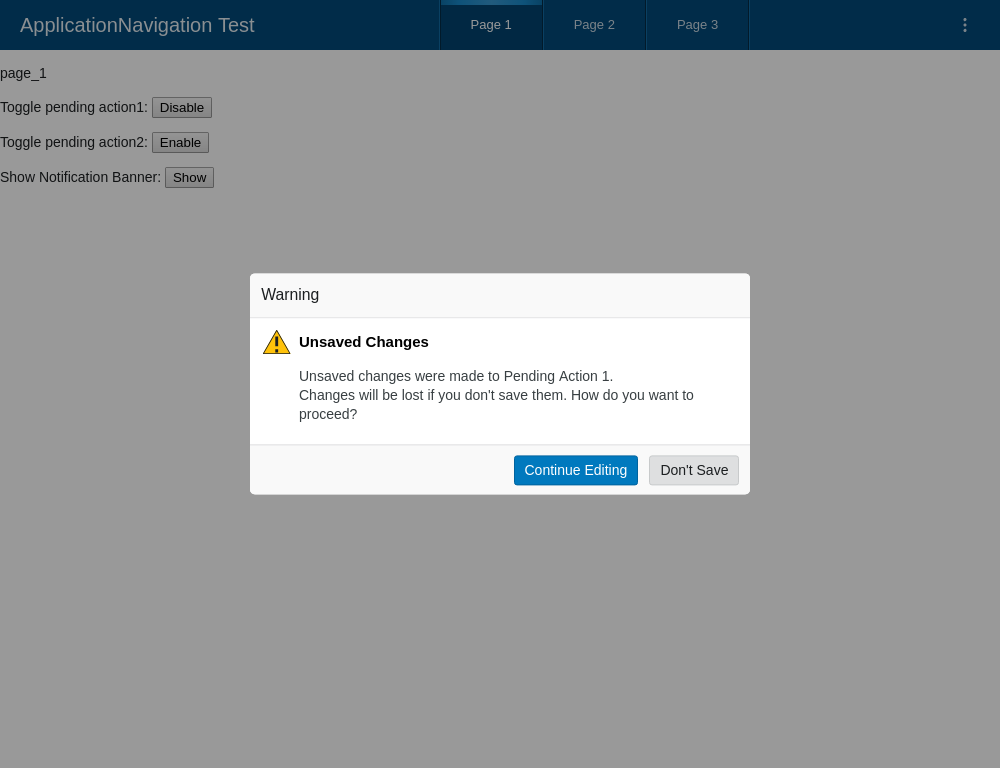 ApplicationNavigation Test
Page 1
Page 2
Page 3
page_1
Toggle pending action1: Disable
Toggle pending action2: Enable
Show Notification Banner: Show
Warning
Unsaved Changes
Unsaved changes were made to Pending Action 1.
Changes will be lost if you don't save them. How do you want to
proceed?
Continue Editing
Don't Save